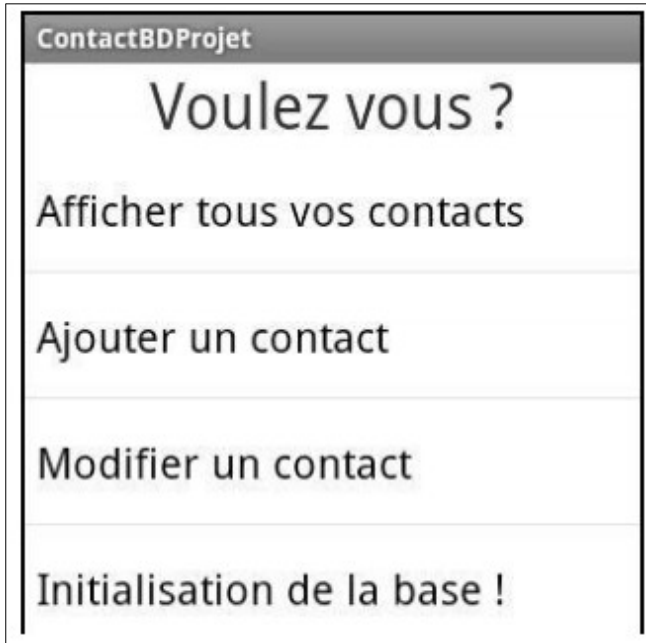 ContactBDProjet
Voulez vous ?
Afficher tous vos contacts
Ajouter un contact
Modifier un contact
Initialisation de la base !